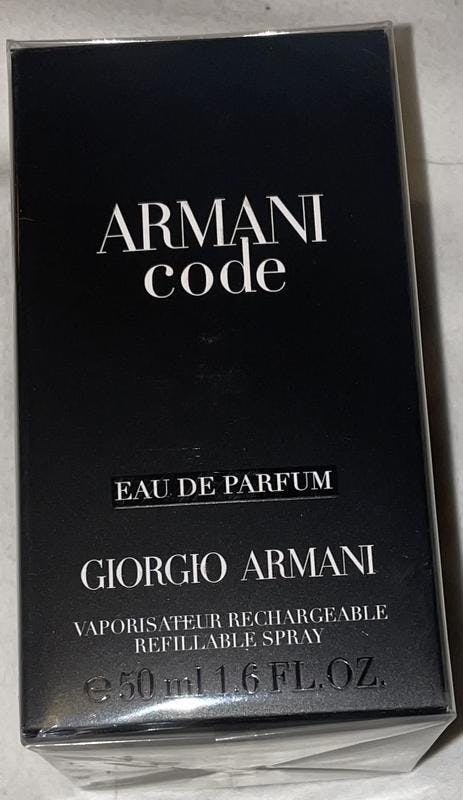 ARMANI
code
EAU DE PARFUM
GIORGIO ARMANI
VAPORISATEUR RECHARGEABLE
REFILLABLE SPRAY
℮ 50 ml 1.6 FL.OZ.